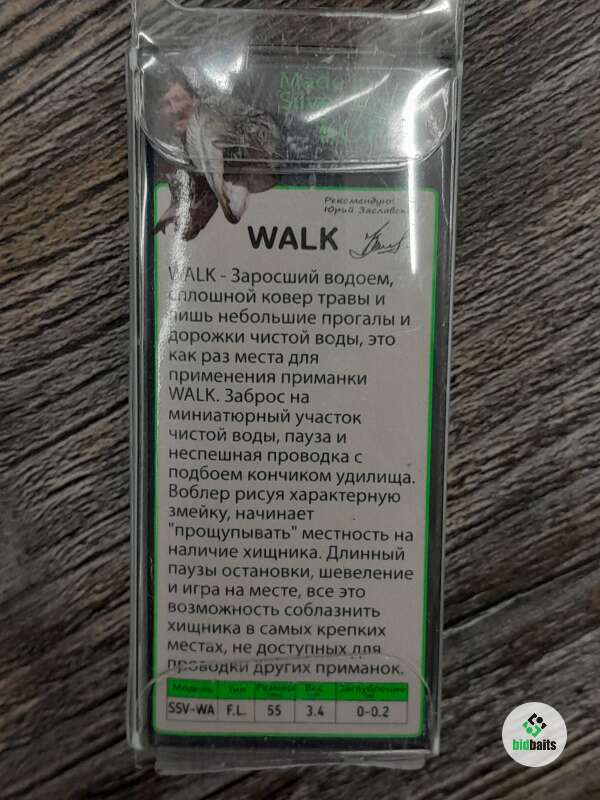 Made
Silver
Рекомендую!
Юрий Заславск
WALK
WALK - Заросший водоем,
сплошной ковер травы и
лишь небольшие прогалы и
дорожки чистой воды, это
как раз места для
применения приманки
WALK. Заброс на
миниатюрный участок
чистой воды, пауза и
неспешная проводка с
подбоем кончиком удилища.
Воблер рисуя характерную
змейку, начинает
"прощупывать" местность на
наличие хищника. Длинный
паузы остановки, шевеление
и игра на месте, все это
возможность соблазнить
хищника в самых крепких
местах, не доступных для
проводки других приманок.
Модель Тип Размер Вес Заглубление
SSV-WA F.L. 55 3.4 0-0.2
bidbaits